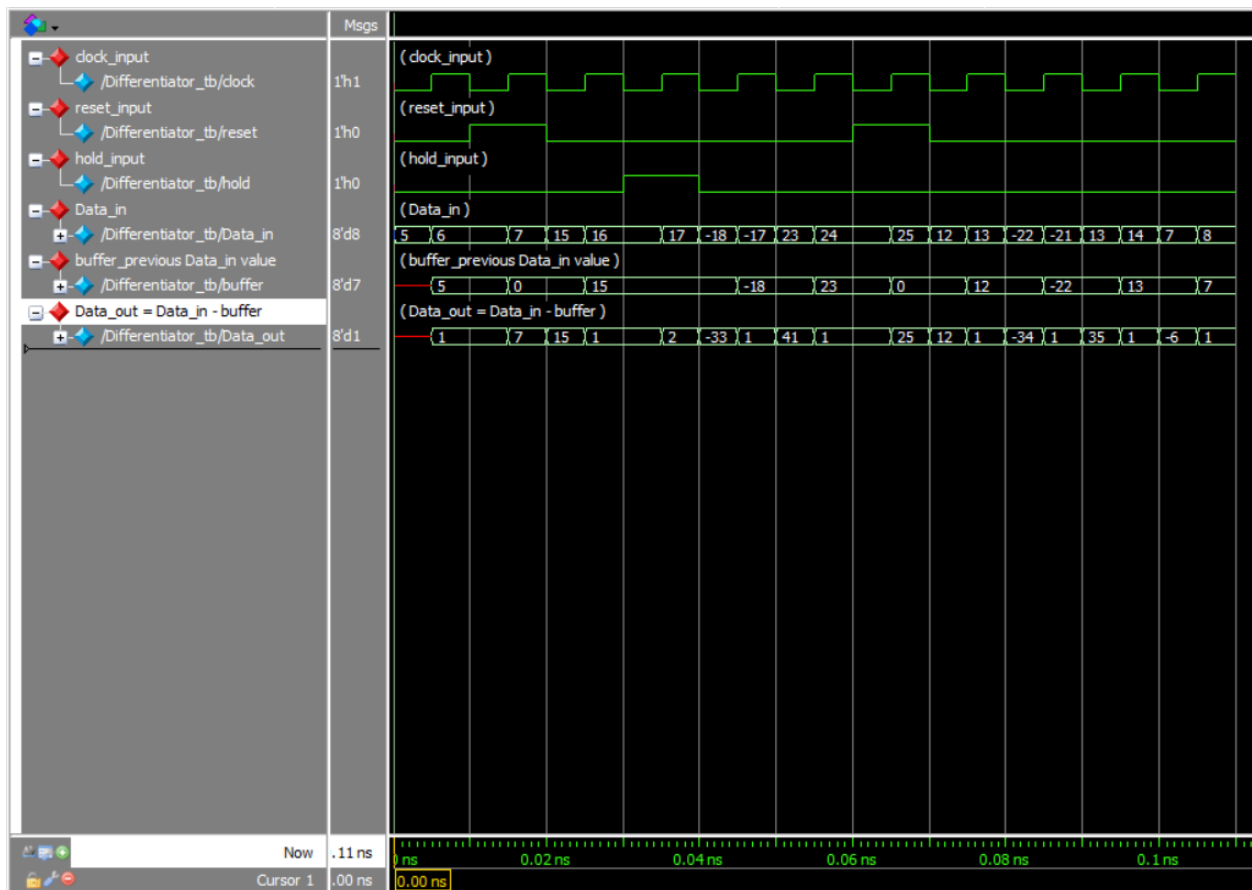 Msgs
clock_input (clock_input)
/Differentiator_tb/clock 1'h1
reset_input (reset_input)
/Differentiator_tb/reset 1'h0
hold_input (hold_input)
/Differentiator_tb/hold 1'h0
Data_in (Data_in)
/Differentiator_tb/Data_in 8'd8 5 6 7 15 16 17 -18 -17 23 24 25 12 13 -22 -21 13 14 7 8
buffer_previous Data_in value (buffer_previous Data_in value)
/Differentiator_tb/buffer 8'd7 5 0 15 -18 23 0 12 -22 13 7
Data_out = Data_in - buffer (Data_out = Data_in - buffer)
/Differentiator_tb/Data_out 8'd1 1 7 15 1 2 -33 1 41 1 25 12 1 -34 1 35 1 -6 1
Now .11 ns ns 0.02 ns 0.04 ns 0.06 ns 0.08 ns 0.1 ns
Cursor 1 .00 ns 0.00 ns